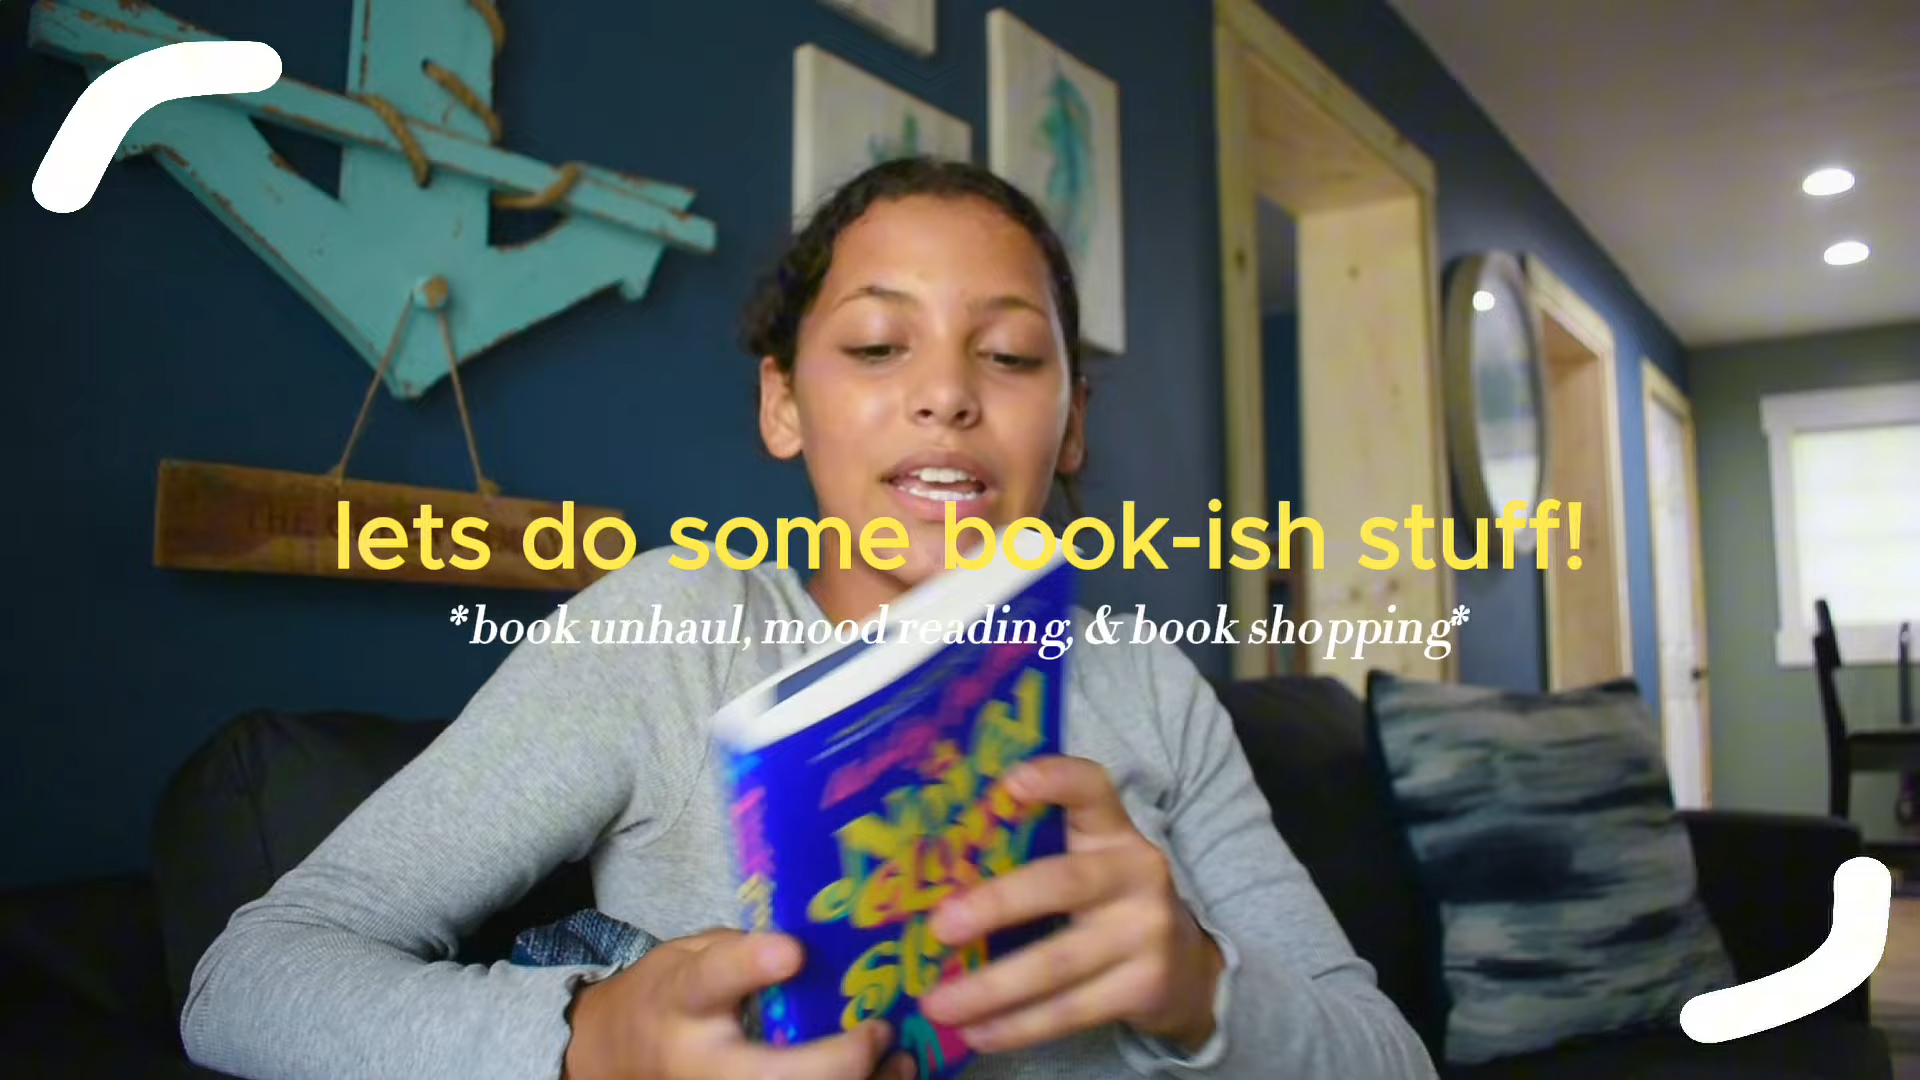 lets do some book-ish stuff!
*book unhaul, mood reading, & book shopping*